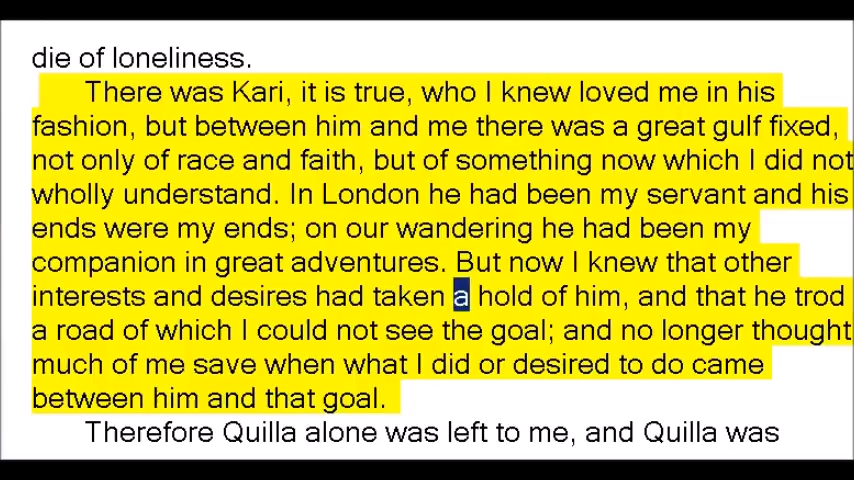 die of loneliness.
There was Kari, it is true, who I knew loved me in his
fashion, but between him and me there was a great gulf fixed,
not only of race and faith, but of something now which I did not
wholly understand. In London he had been my servant and his
ends were my ends; on our wandering he had been my
companion in great adventures. But now I knew that other
interests and desires had taken a hold of him, and that he trod
a road of which I could not see the goal; and no longer thought
much of me save when what I did or desired to do came
between him and that goal.
Therefore Quilla alone was left to me, and Quilla was